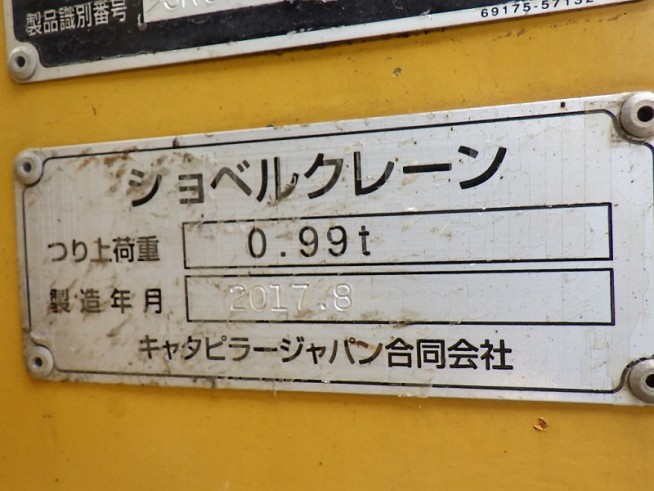 製品識別番号
69175-57132
ショベルクレーン
つり上荷重 0.99t
製造年月 2017.8
キャタピラージャパン合同会社